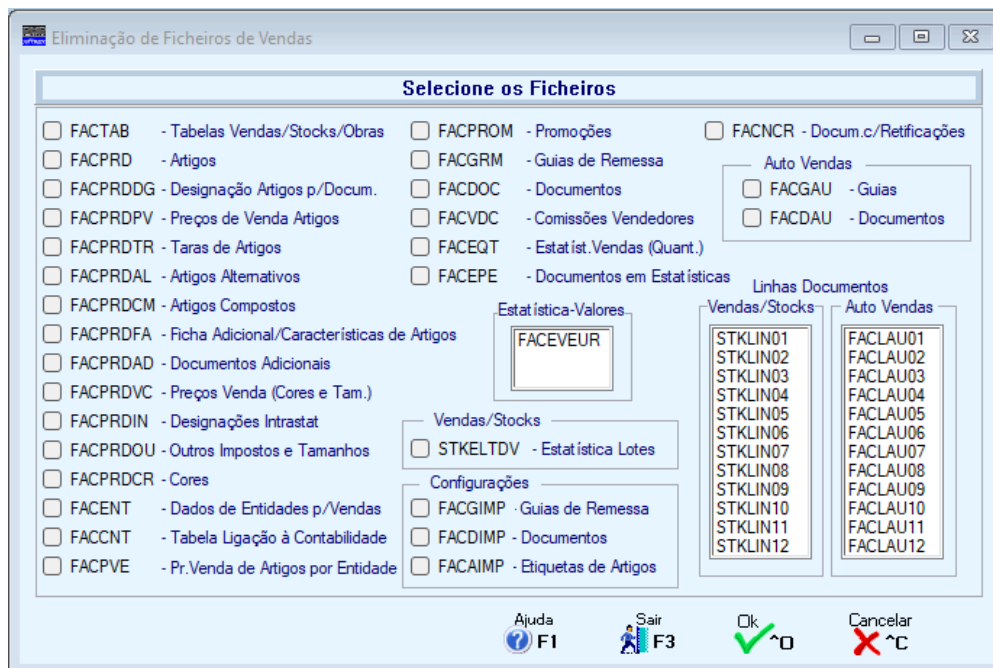 Eliminação de Ficheiros de Vendas
Selecione os Ficheiros
FACTAB - Tabelas Vendas/Stocks/Obras
FACPRD - Artigos
FACPRDDG - Designação Artigos p/Docum.
FACPRDPV - Preços de Venda Artigos
FACPRDTR - Taras de Artigos
FACPRDAL - Artigos Alternativos
FACPRDCM - Artigos Compostos
FACPRDFA - Ficha Adicional/Características de Artigos
FACPRDAD - Documentos Adicionais
FACPRDVC - Preços Venda (Cores e Tam.)
FACPRDIN - Designações Intrastat
FACPRDOU - Outros Impostos e Tamanhos
FACPRDCR - Cores
FACENT - Dados de Entidades p/Vendas
FACCNT - Tabela Ligação à Contabilidade
FACPVE - Pr.Venda de Artigos por Entidade
FACPROM - Promoções
FACGRM - Guias de Remessa
FACDOC - Documentos
FACVDC - Comissões Vendedores
FACEQT - Estatíst.Vendas (Quant.)
FACEPE - Documentos em Estatísticas
Estatística-Valores
FACEVEUR
Vendas/Stocks
STKELTDV - Estatística Lotes
Configurações
FACGIMP - Guias de Remessa
FACDIMP - Documentos
FACAIMP - Etiquetas de Artigos
FACNCR - Docum.c/Retificações
Auto Vendas
FACGAU - Guias
FACDAU - Documentos
Linhas Documentos
Vendas/Stocks
STKLIN01
STKLIN02
STKLIN03
STKLIN04
STKLIN05
STKLIN06
STKLIN07
STKLIN08
STKLIN09
STKLIN10
STKLIN11
STKLIN12
Auto Vendas
FACLAU01
FACLAU02
FACLAU03
FACLAU04
FACLAU05
FACLAU06
FACLAU07
FACLAU08
FACLAU09
FACLAU10
FACLAU11
FACLAU12
Ajuda F1
Sair F3
Ok ^O
Cancelar ^C